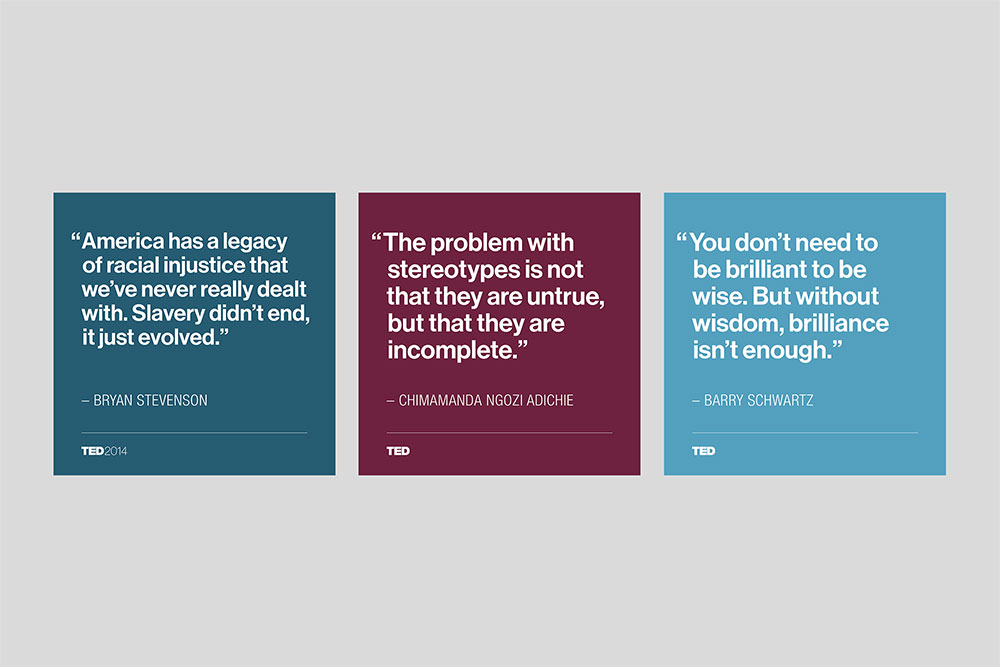 “America has a legacy
of racial injustice that
we’ve never really dealt
with. Slavery didn’t end,
it just evolved.”
– BRYAN STEVENSON
TED2014
“The problem with
stereotypes is not
that they are untrue,
but that they are
incomplete.”
– CHIMAMANDA NGOZI ADICHIE
TED
“You don’t need to
be brilliant to be
wise. But without
wisdom, brilliance
isn’t enough.”
– BARRY SCHWARTZ
TED